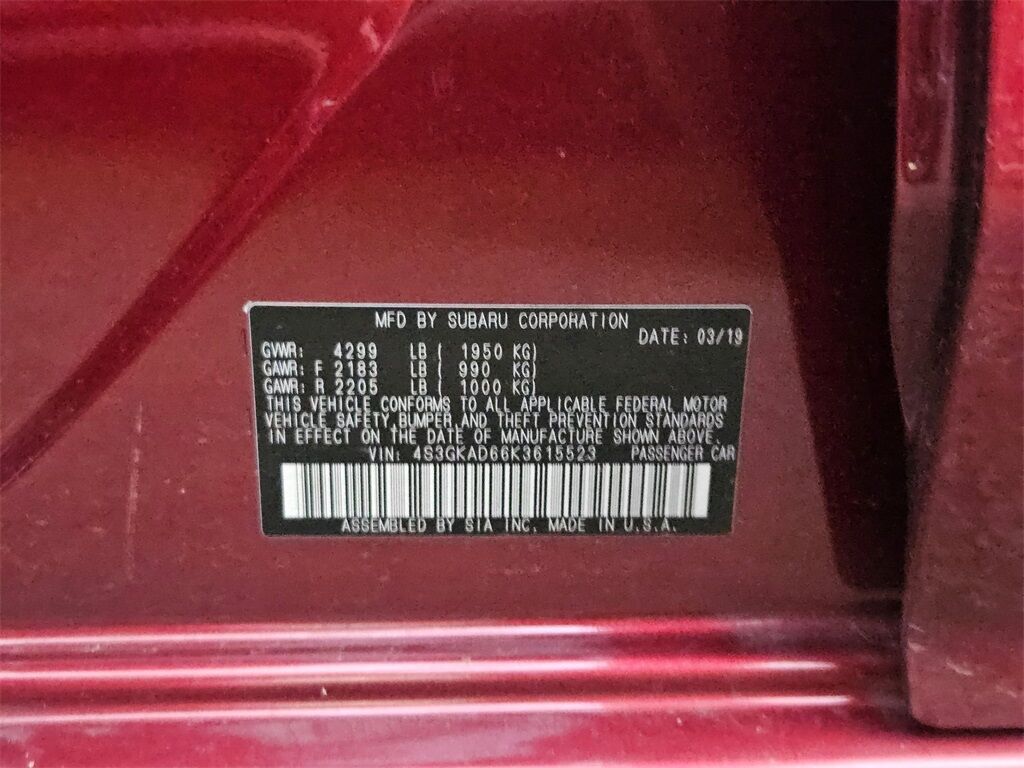 MFD BY SUBARU CORPORATION
DATE: 03/19
GVWR: 4299 LB ( 1950 KG)
GAWR: F 2183 LB ( 990 KG)
GAWR: R 2205 LB ( 1000 KG)
THIS VEHICLE CONFORMS TO ALL APPLICABLE FEDERAL MOTOR
VEHICLE SAFETY, BUMPER, AND THEFT PREVENTION STANDARDS
IN EFFECT ON THE DATE OF MANUFACTURE SHOWN ABOVE.
VIN: 4S3GKAD66K3615523 PASSENGER CAR
ASSEMBLED BY SIA INC. MADE IN U.S.A.